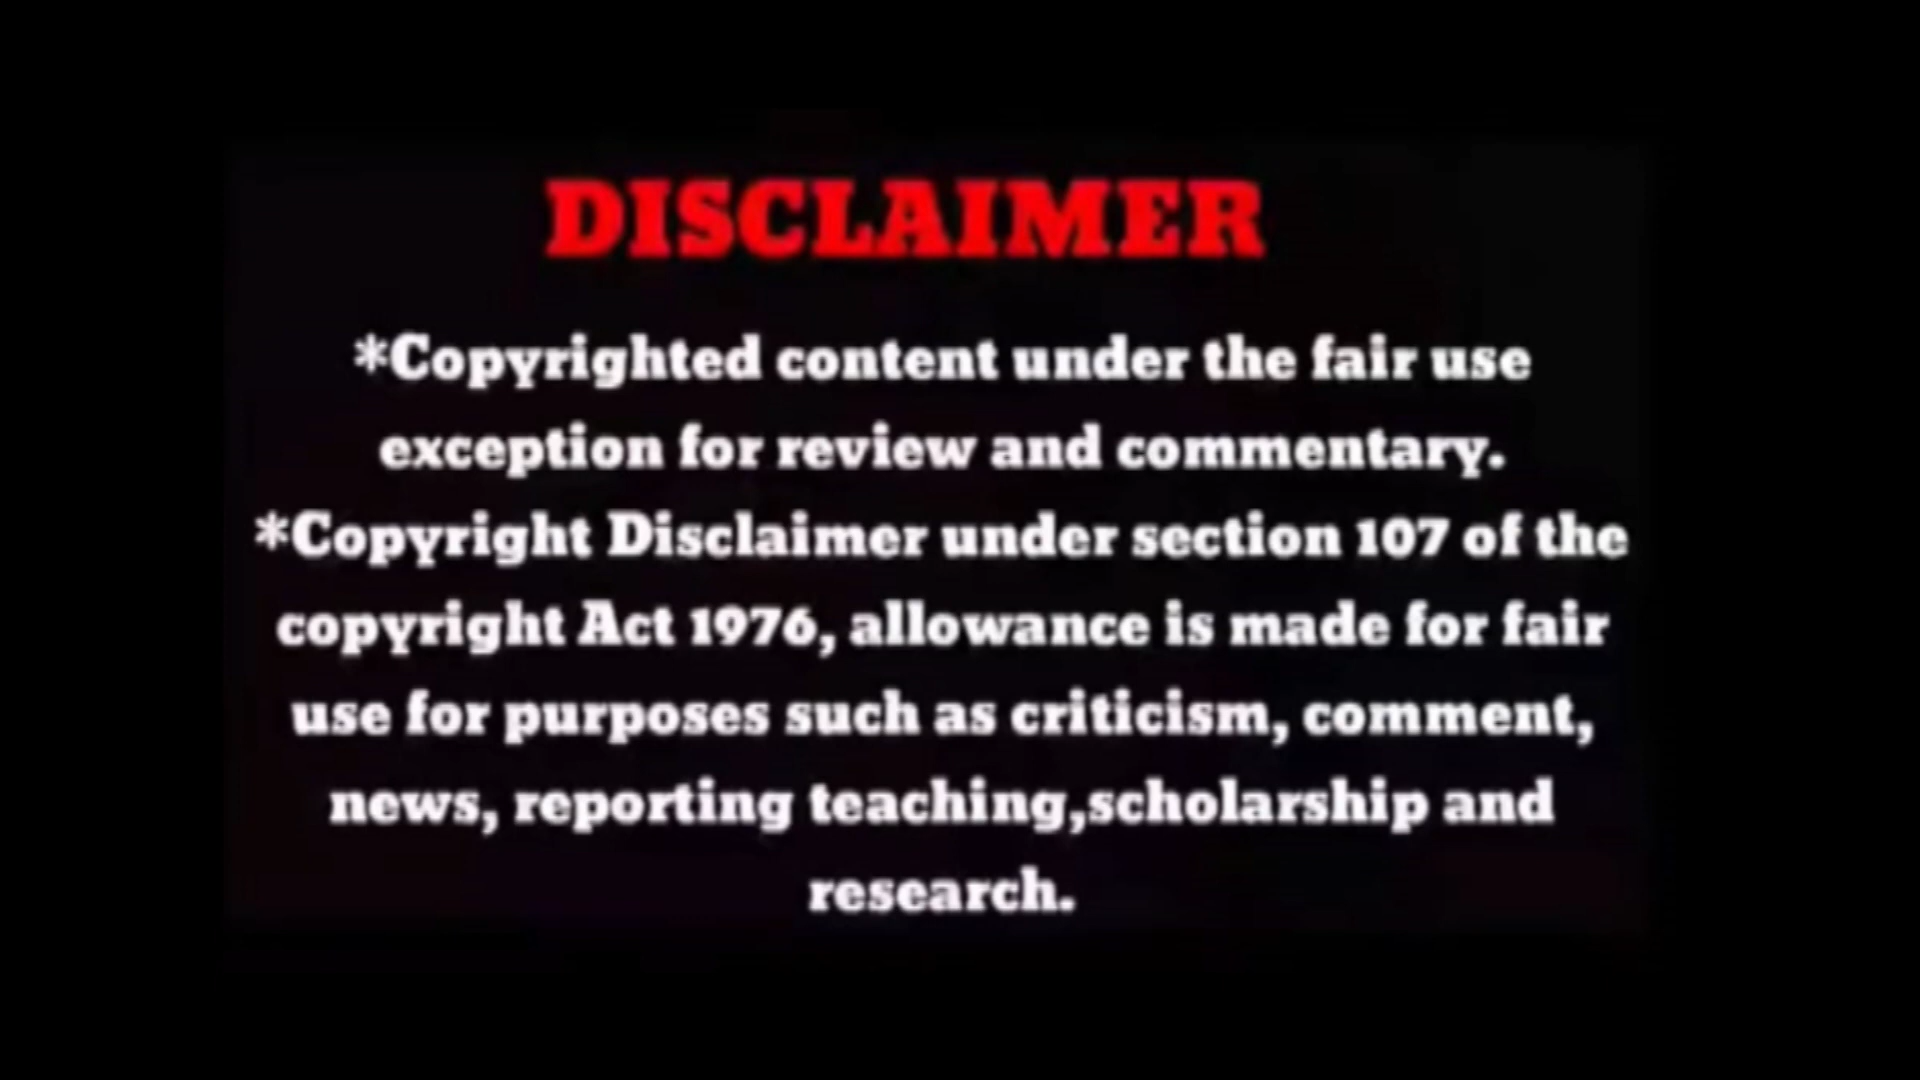 DISCLAIMER
*Copyrighted content under the fair use
exception for review and commentary.
*Copyright Disclaimer under section 107 of the
copyright Act 1976, allowance is made for fair
use for purposes such as criticism, comment,
news, reporting teaching,scholarship and
research.